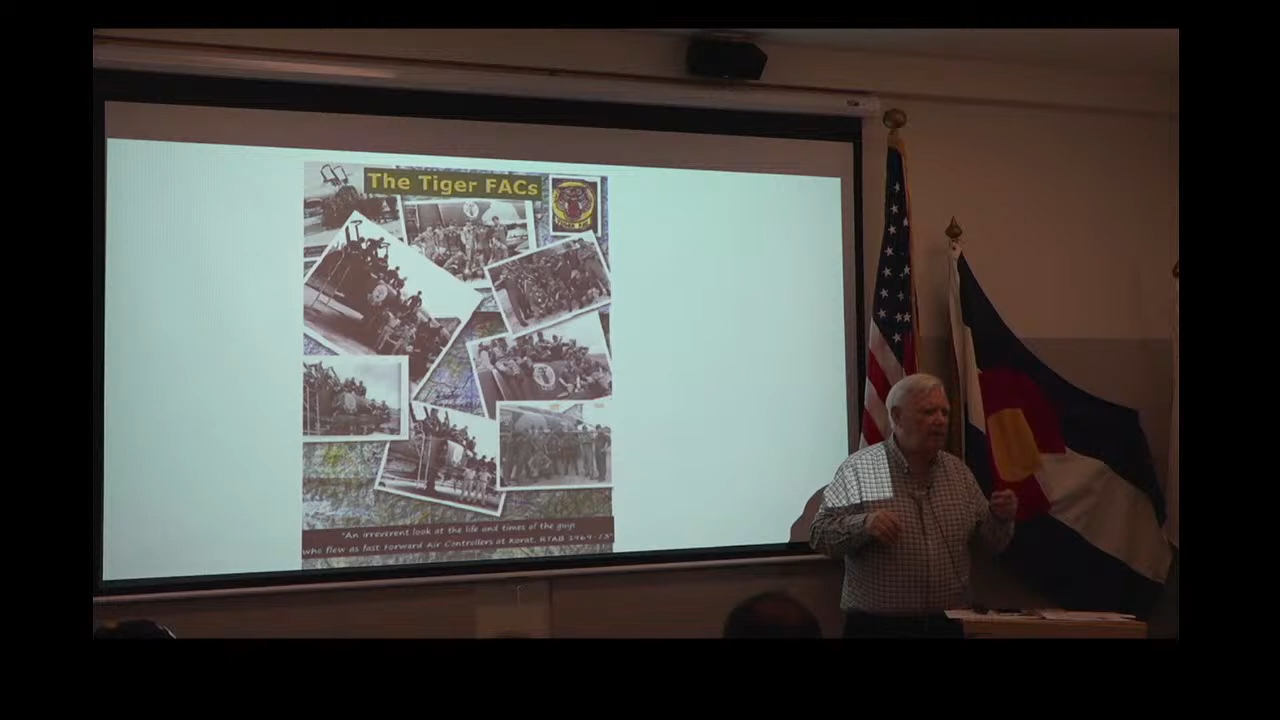 The Tiger FACs
"An irreverent look at the life and times of the guys
who flew as fast Forward Air Controllers at Korat, RTAB 1969-73"